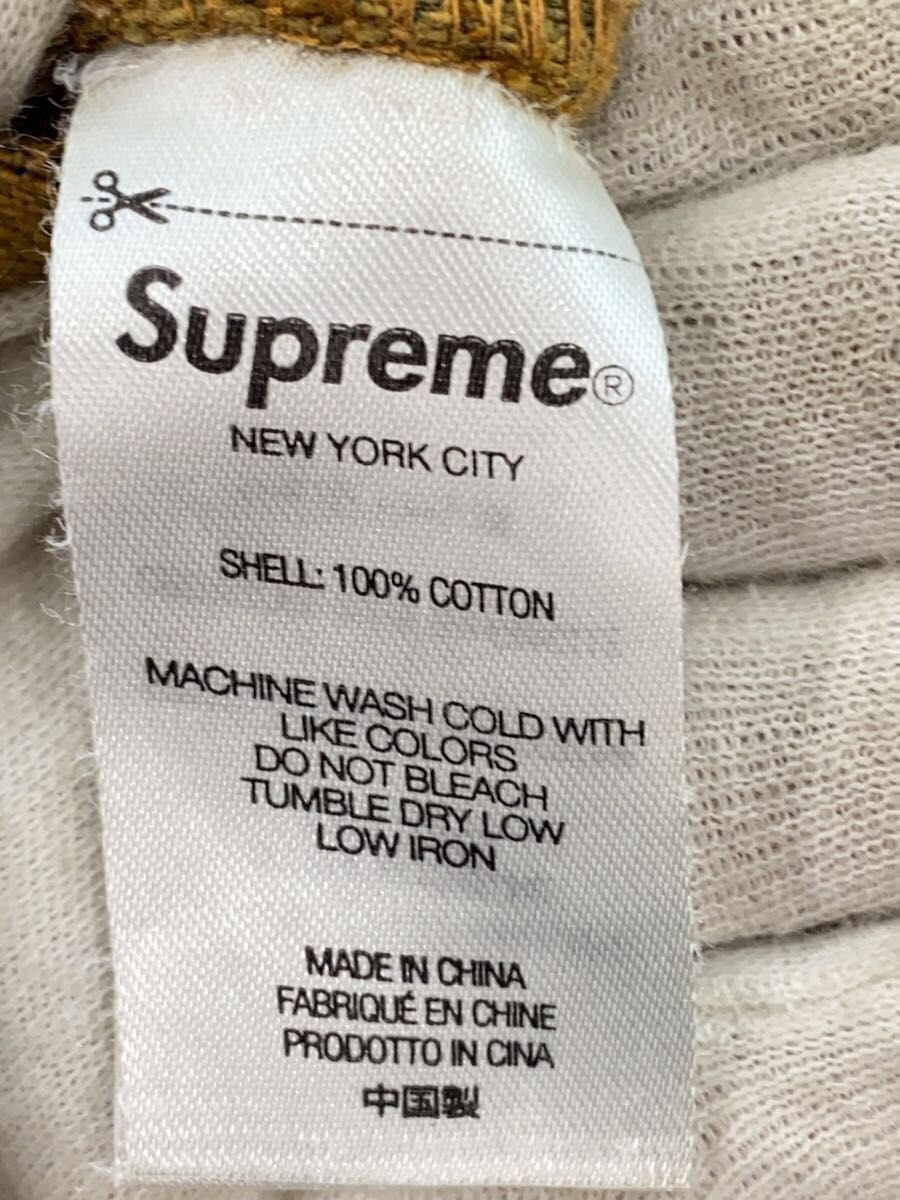 Supreme®
NEW YORK CITY
SHELL: 100% COTTON
MACHINE WASH COLD WITH
LIKE COLORS
DO NOT BLEACH
TUMBLE DRY LOW
LOW IRON
MADE IN CHINA
FABRIQUÉ EN CHINE
PRODOTTO IN CINA
中国製